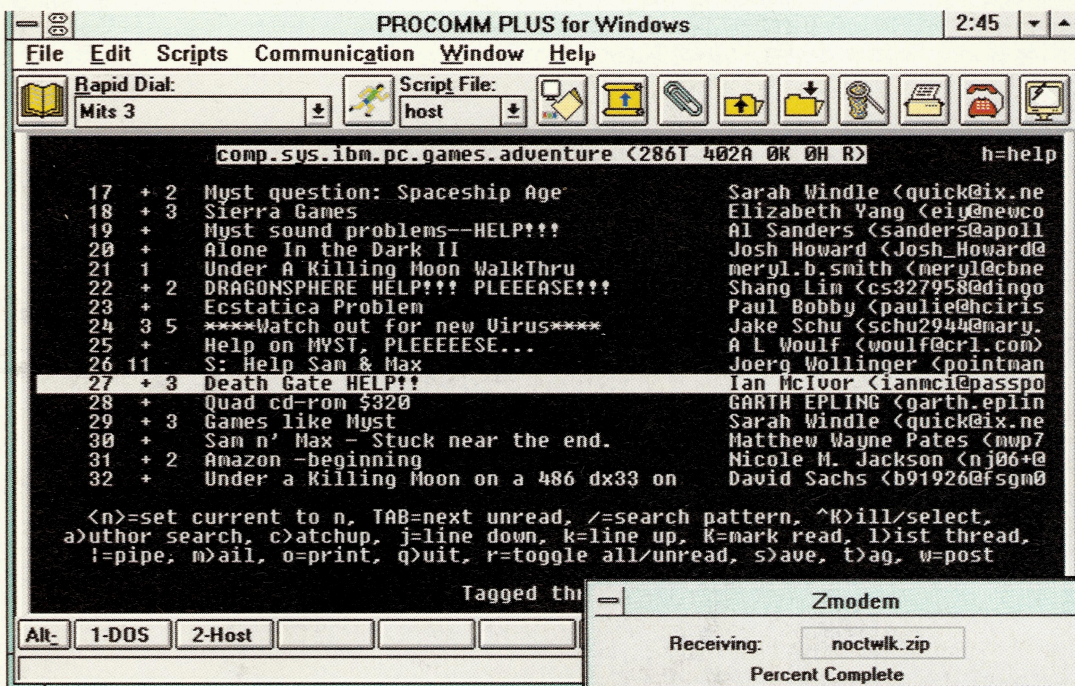 PROCOMM PLUS for Windows 2:45
File Edit Scripts Communication Window Help
Rapid Dial: Script File:
Mits 3 host
comp.sys.ibm.pc.games.adventure (286T 402A 0K 0H R) h=help
17 + 2 Myst question: Spaceship Age Sarah Windle (quick@ix.ne
18 + 3 Sierra Games Elizabeth Yang (eiy@newco
19 + Myst sound problems--HELP!!! Al Sanders (sanders@apoll
20 + Alone In the Dark II Josh Howard (Josh_Howard@
21 1 Under A Killing Moon WalkThru meryl.b.smith (meryl@cbne
22 + 2 DRAGONSPHERE HELP!!! PLEEEASE!!! Shang Lim (cs327958@dingo
23 + Ecstatica Problem Paul Bobby (paulie@hciris
24 3 5 ****Watch out for new Virus**** Jake Schu (schu2944@mary.
25 + Help on MYST, PLEEEEESE... A L Woulf (woulf@crl.com)
26 11 S: Help Sam & Max Joerg Wollinger (pointman
27 + 3 Death Gate HELP!! Ian McIvor (ianmci@passpo
28 + Quad cd-rom $320 GARTH EPLING (garth.eplin
29 + 3 Games like Myst Sarah Windle (quick@ix.ne
30 + Sam n' Max - Stuck near the end. Matthew Wayne Pates (mwp7
31 + 2 Amazon -beginning Nicole M. Jackson (nj06+@
32 + Under a Killing Moon on a 486 dx33 on David Sachs (b91926@fsgm0
<n>=set current to n, TAB=next unread, /=search pattern, ^K)ill/select,
a)uthor search, c)atchup, j=line down, k=line up, K=mark read, l)ist thread,
|=pipe, m)ail, o=print, q)uit, r=toggle all/unread, s)ave, t)ag, w=post
Tagged thr
Alt- 1-DOS 2-Host
Zmodem
Receiving: noctwlk.zip
Percent Complete